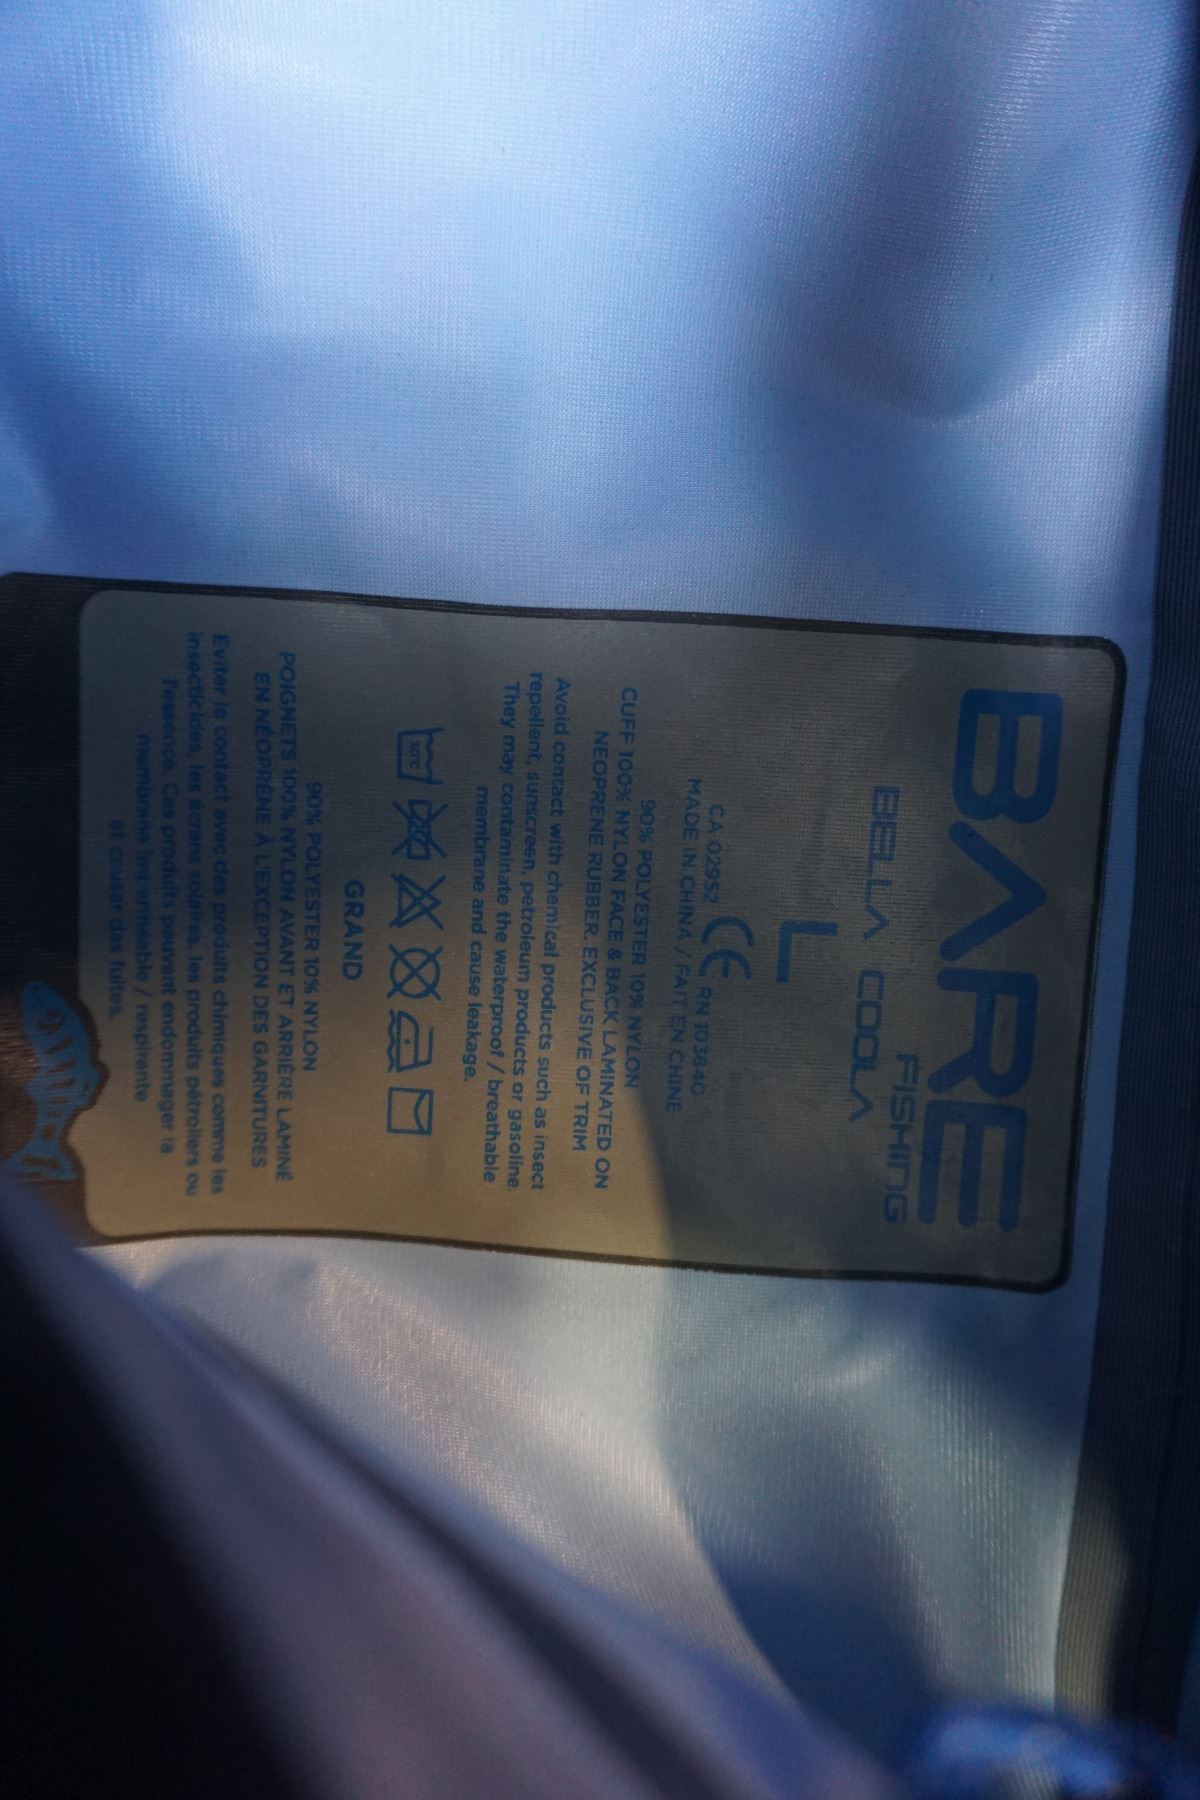 BARE
FISHING
BELLA COOLA
L
CE
CA 02952 RN 103840
MADE IN CHINA / FAIT EN CHINE
90% POLYESTER 10% NYLON
CUFF 100% NYLON FACE & BACK LAMINATED ON
NEOPRENE RUBBER. EXCLUSIVE OF TRIM
Avoid contact with chemical products such as insect
repellent, sunscreen, petroleum products or gasoline.
They may contaminate the waterproof / breathable
membrane and cause leakage.
30°C
GRAND
90% POLYESTER 10% NYLON
POIGNETS 100% NYLON AVANT ET ARRIÈRE LAMINÉ
EN NÉOPRÈNE À L'EXCEPTION DES GARNITURES
Éviter le contact avec des produits chimiques comme les
insecticides, les écrans solaires, les produits pétroliers ou
l'essence. Ces produits peuvent endommager la
membrane imperméable / respirante
et causer des fuites.